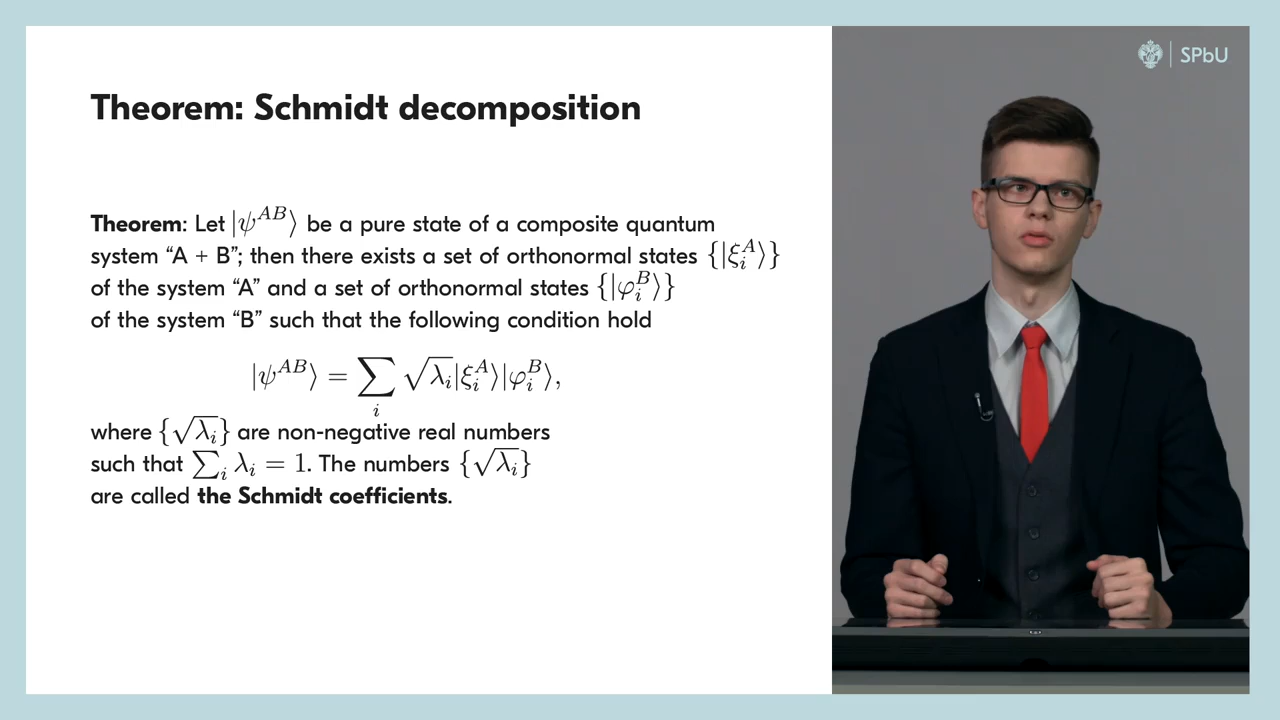 Theorem: Schmidt decomposition
Theorem: Let |ψ^{AB}⟩ be a pure state of a composite quantum
system “A + B”; then there exists a set of orthonormal states {|ξ_i^A⟩}
of the system “A” and a set of orthonormal states {|φ_i^B⟩}
of the system “B” such that the following condition hold
|ψ^{AB}⟩ = ∑_i √λ_i|ξ_i^A⟩|φ_i^B⟩,
where {√λ_i} are non-negative real numbers
such that ∑_i λ_i = 1. The numbers {√λ_i}
are called the Schmidt coefficients.
SPbU